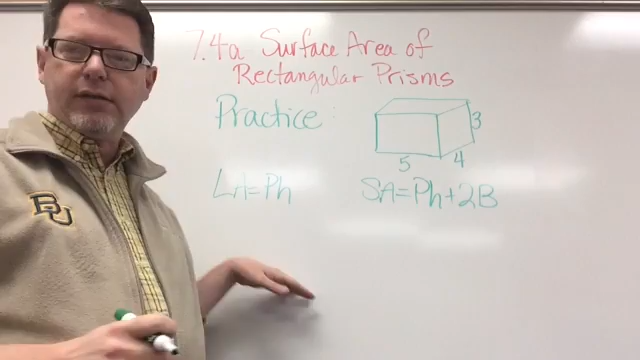 7.4a Surface Area of
Rectangular Prisms
Practice:
3
5
4
LA=Ph
SA=Ph+2B
BU